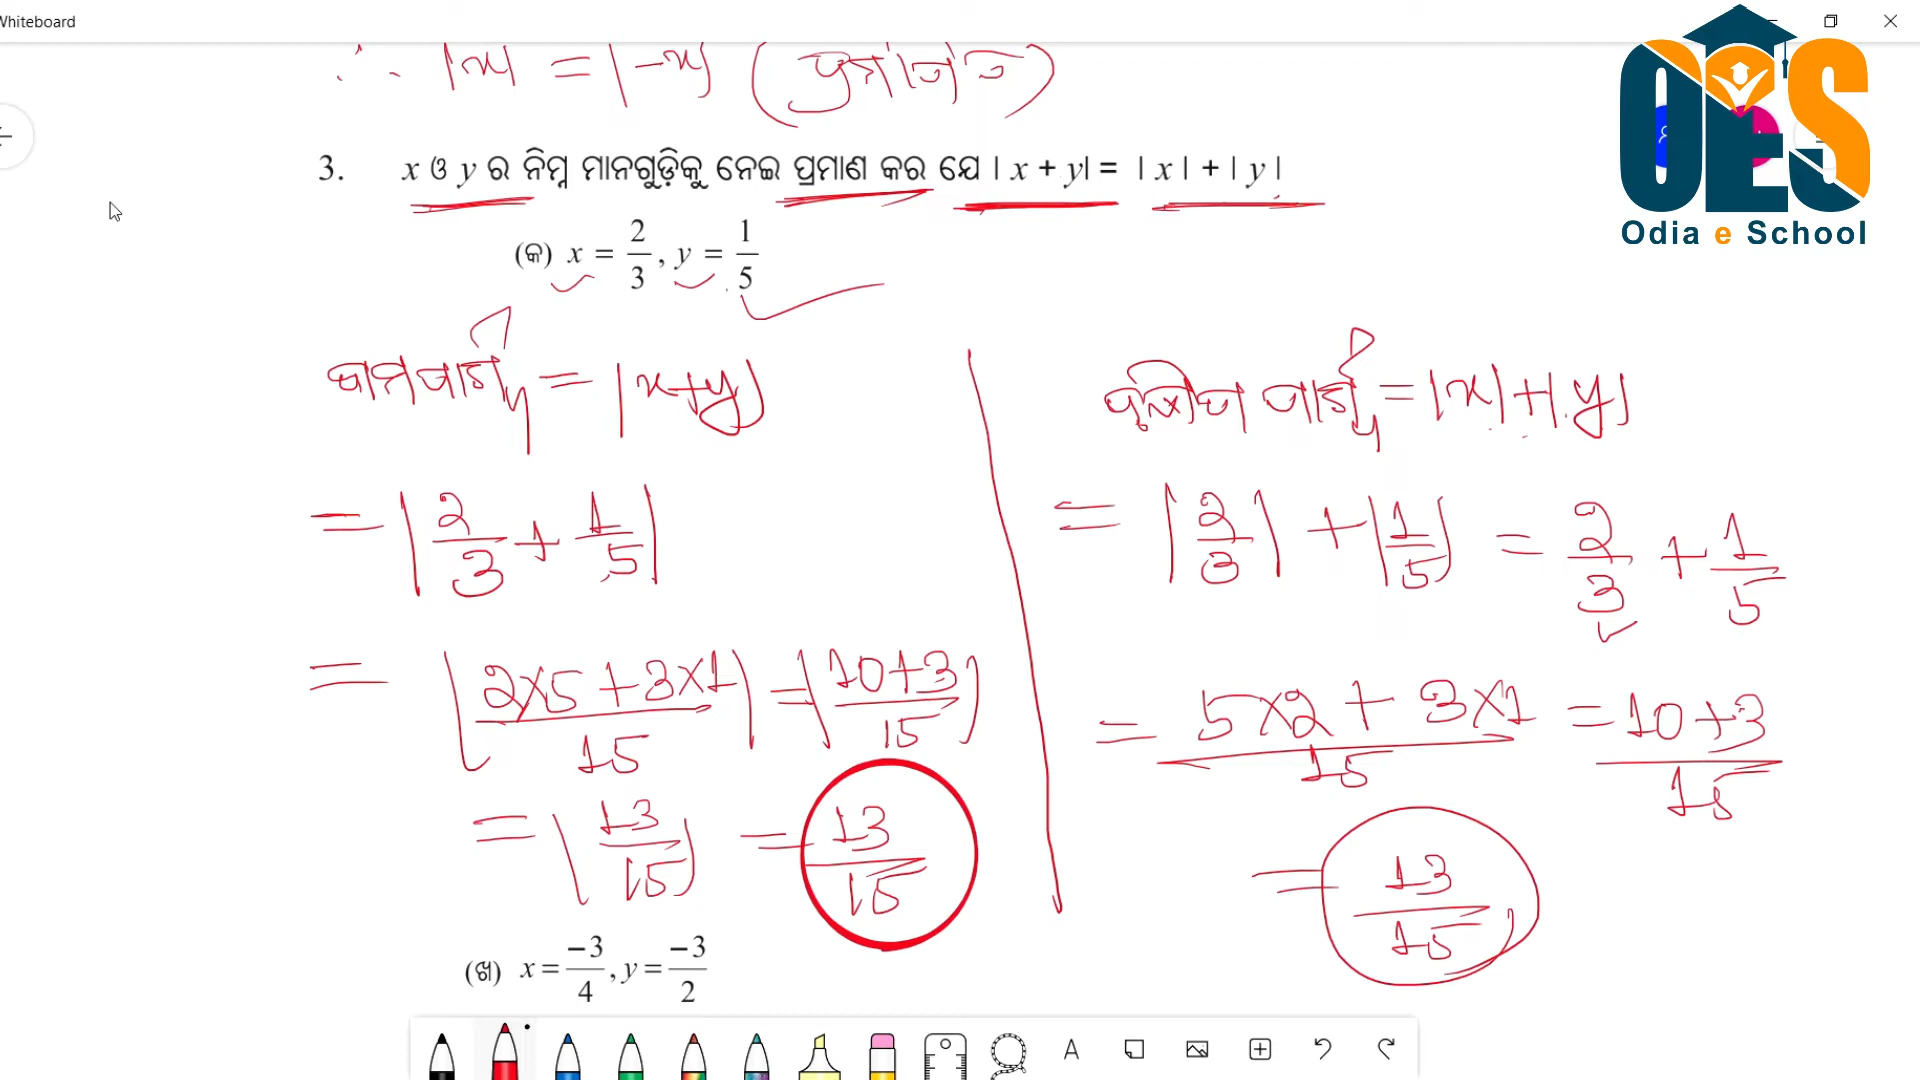 Whiteboard
∴ |x| = |-x| (ପ୍ରମାଣିତ)
3. x ଓ y ର ନିମ୍ନ ମାନଗୁଡ଼ିକୁ ନେଇ ପ୍ରମାଣ କର ଯେ | x + y| = | x | + | y |
(କ) x = 2/3, y = 1/5
ବାମପାର୍ଶ୍ୱ = |x+y|
= |2/3 + 1/5|
= |(2×5+3×1)/15| = |(10+3)/15|
= |13/15| = 13/15
ଦକ୍ଷିଣ ପାର୍ଶ୍ୱ = |x|+|y|
= |2/3| + |1/5| = 2/3 + 1/5
= (5×2 + 3×1)/15 = (10+3)/15
= 13/15
(ଖ) x = -3/4, y = -3/2
OES
Odia e School